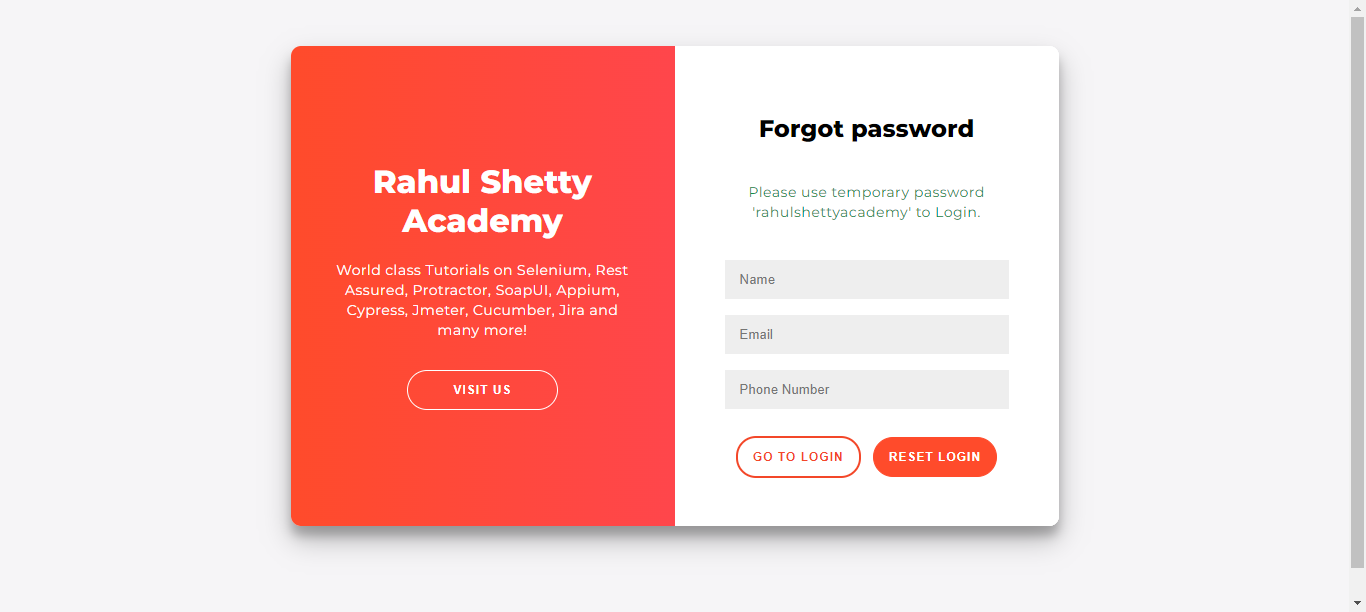 Rahul Shetty
Academy
World class Tutorials on Selenium, Rest
Assured, Protractor, SoapUI, Appium,
Cypress, Jmeter, Cucumber, Jira and
many more!
VISIT US
Forgot password
Please use temporary password
'rahulshettyacademy' to Login.
Name
Email
Phone Number
GO TO LOGIN
RESET LOGIN